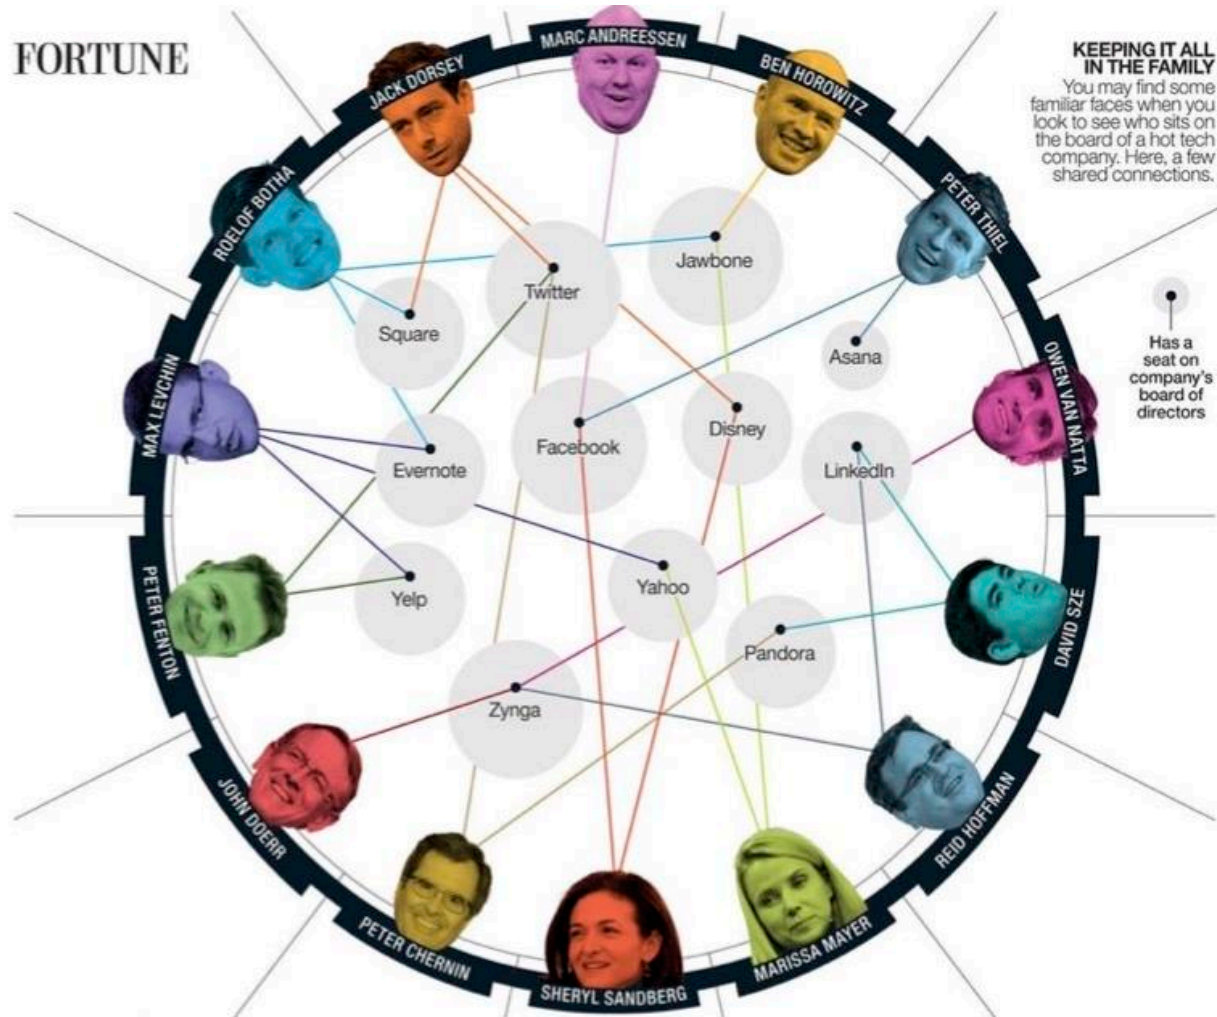 FORTUNE
KEEPING IT ALL
IN THE FAMILY
You may find some
familiar faces when you
look to see who sits on
the board of a hot tech
company. Here, a few
shared connections.
MARC ANDREESSEN
JACK DORSEY
BEN HOROWITZ
ROELOF BOTHA
PETER THIEL
MAX LEVCHIN
OWEN VAN NATTA
PETER FENTON
DAVID SZE
JOHN DOERR
REID HOFFMAN
PETER CHERNIN
SHERYL SANDBERG
MARISSA MAYER
Has a
seat on
company's
board of
directors
Jawbone
Twitter
Square
Asana
Disney
Facebook
Evernote
LinkedIn
Yahoo
Yelp
Pandora
Zynga